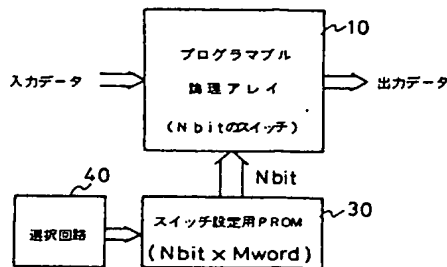 10
プログラマブル
入力データ
論理アレイ
出力データ
(Nbitのスイッチ)
Nbit
40
30
選択回路
スイッチ設定用PROM
(Nbit x Mword)